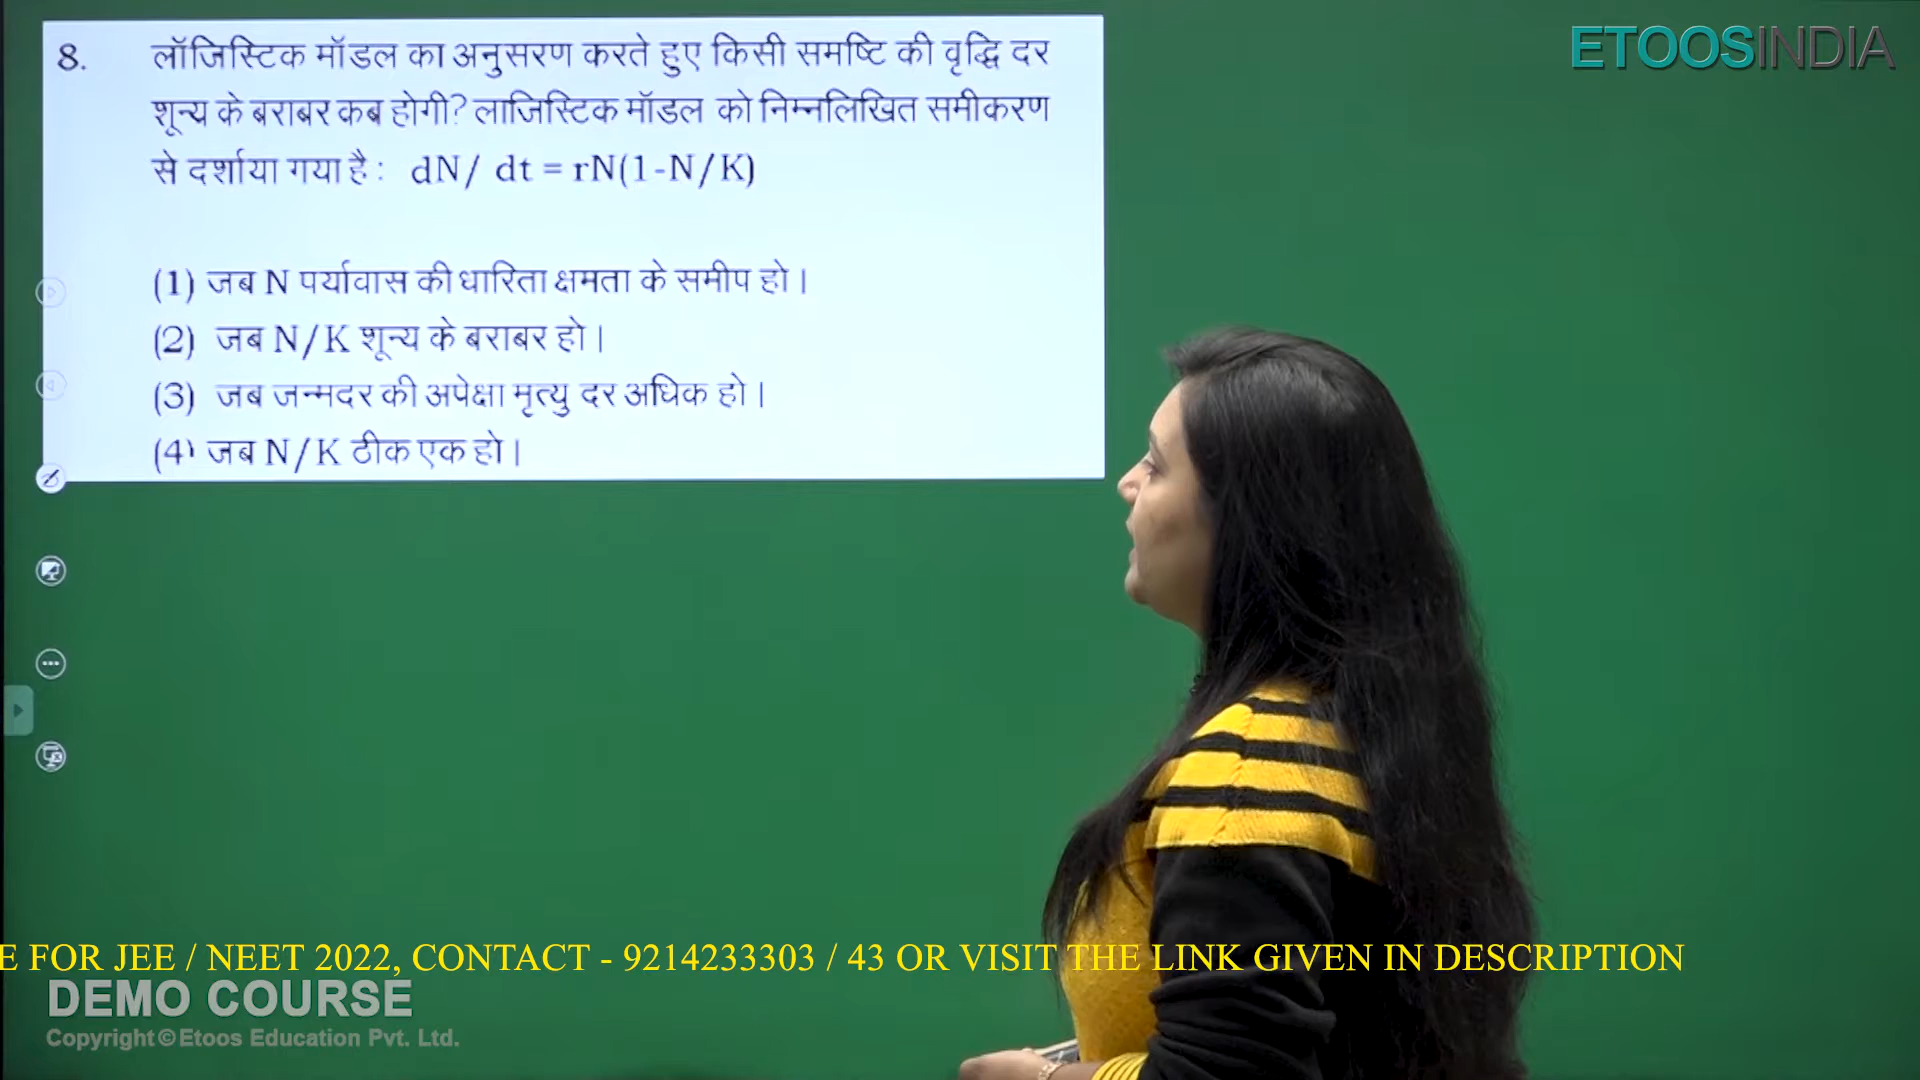 ETOOSINDIA
8. लॉजिस्टिक मॉडल का अनुसरण करते हुए किसी समष्टि की वृद्धि दर
शून्य के बराबर कब होगी? लाजिस्टिक मॉडल को निम्नलिखित समीकरण
से दर्शाया गया है : dN/ dt = rN(1-N/K)
(1) जब N पर्यावास की धारिता क्षमता के समीप हो।
(2) जब N/K शून्य के बराबर हो।
(3) जब जन्मदर की अपेक्षा मृत्यु दर अधिक हो।
(4) जब N/K ठीक एक हो।
E FOR JEE / NEET 2022, CONTACT - 9214233303 / 43 OR VISIT THE LINK GIVEN IN DESCRIPTION
DEMO COURSE
Copyright © Etoos Education Pvt. Ltd.